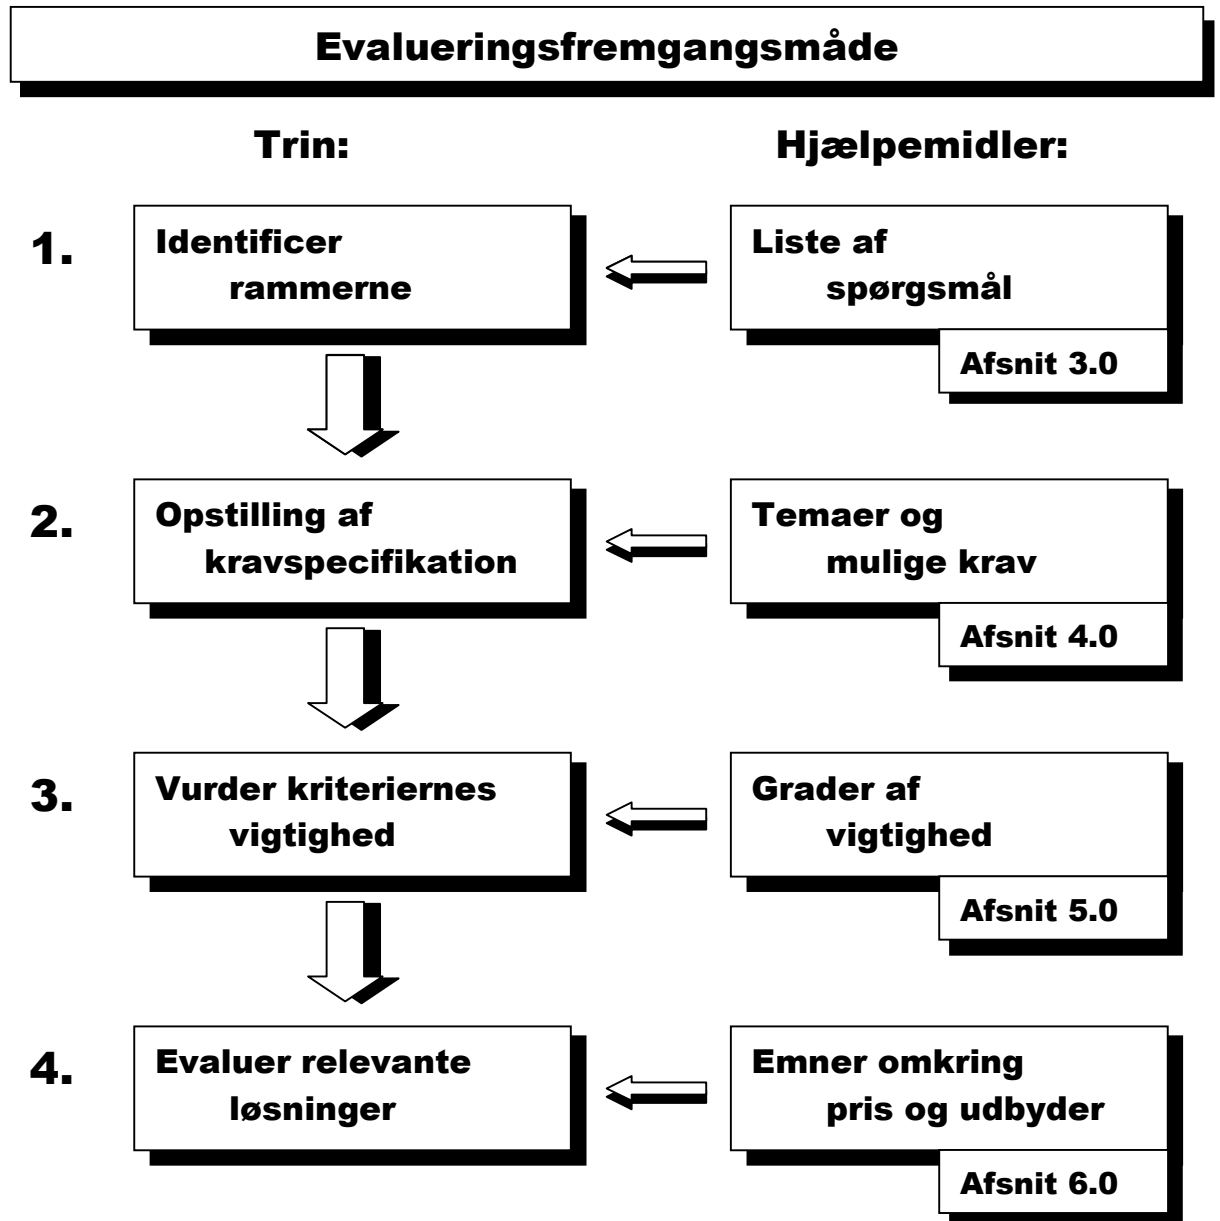 Evalueringsfremgangsmåde
Trin:
Hjælpemidler:
1.
Identificer
rammerne
Liste af
spørgsmål
Afsnit 3.0
2.
Opstilling af
kravspecifikation
Temaer og
mulige krav
Afsnit 4.0
3.
Vurder kriteriernes
vigtighed
Grader af
vigtighed
Afsnit 5.0
4.
Evaluer relevante
løsninger
Emner omkring
pris og udbyder
Afsnit 6.0